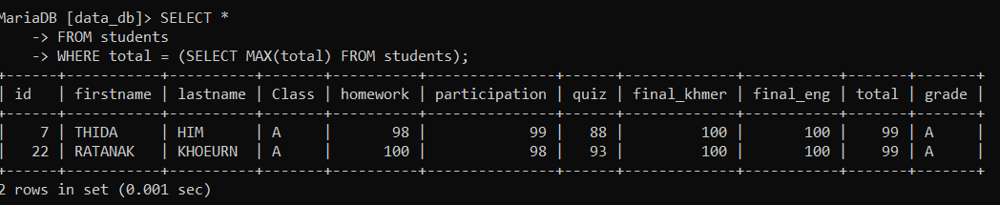 MariaDB [data_db]> SELECT *
    -> FROM students
    -> WHERE total = (SELECT MAX(total) FROM students);
+------+-----------+----------+-------+----------+---------------+------+-------------+-----------+-------+-------+
| id   | firstname | lastname | Class | homework | participation | quiz | final_khmer | final_eng | total | grade |
+------+-----------+----------+-------+----------+---------------+------+-------------+-----------+-------+-------+
|    7 | THIDA     | HIM      | A     |       98 |            99 |   88 |         100 |       100 |    99 | A     |
|   22 | RATANAK   | KHOEURN  | A     |      100 |            98 |   93 |         100 |       100 |    99 | A     |
+------+-----------+----------+-------+----------+---------------+------+-------------+-----------+-------+-------+
2 rows in set (0.001 sec)